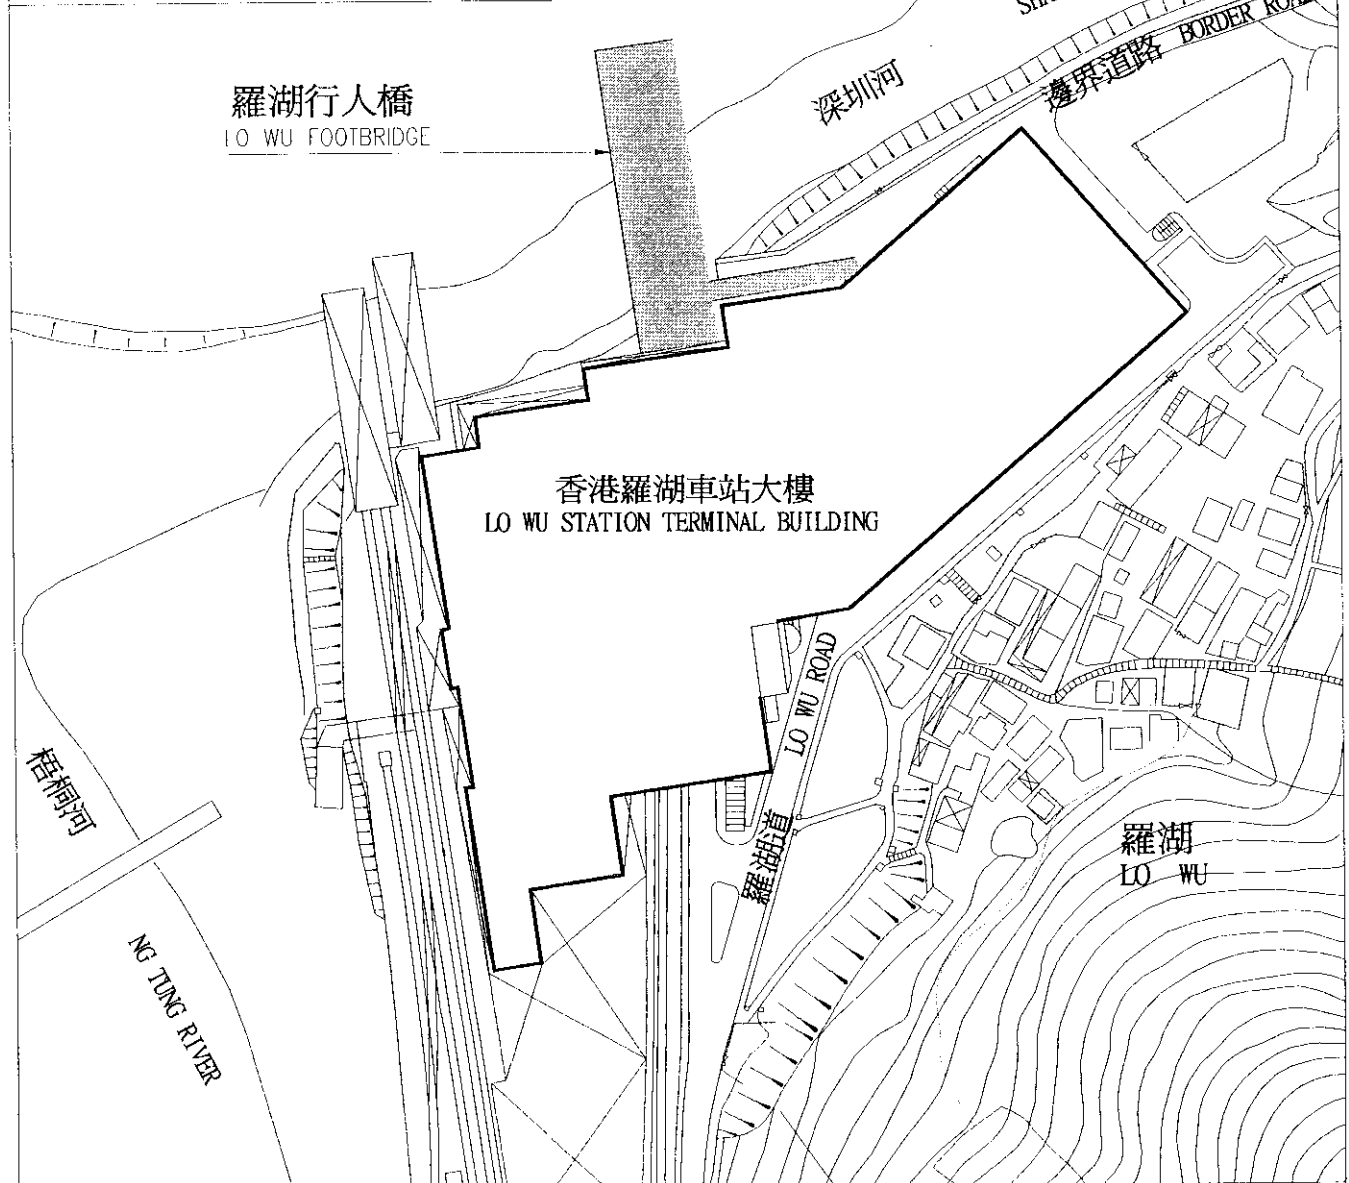 羅湖行人橋
LO WU FOOTBRIDGE
深圳河
邊界道路 BORDER ROAD
香港羅湖車站大樓
LO WU STATION TERMINAL BUILDING
羅湖道
LO WU ROAD
梧桐河
NG TUNG RIVER
羅湖
LO WU